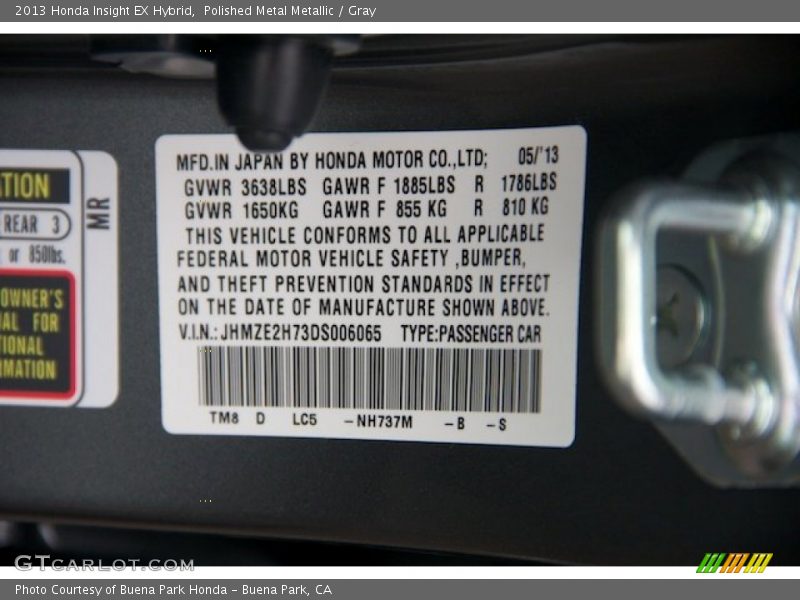 2013 Honda Insight EX Hybrid, Polished Metal Metallic / Gray
MFD.IN JAPAN BY HONDA MOTOR CO.,LTD; 05/'13
GVWR 3638LBS GAWR F 1885LBS R 1786LBS
GVWR 1650KG GAWR F 855 KG R 810 KG
THIS VEHICLE CONFORMS TO ALL APPLICABLE
FEDERAL MOTOR VEHICLE SAFETY ,BUMPER,
AND THEFT PREVENTION STANDARDS IN EFFECT
ON THE DATE OF MANUFACTURE SHOWN ABOVE.
V.I.N.: JHMZE2H73DS006065 TYPE:PASSENGER CAR
TM8 D LC5 -NH737M -B -S
TION
REAR 3
or 850lbs.
MR
OWNER'S
AL FOR
TIONAL
RMATION
GTCARLOT.COM
Photo Courtesy of Buena Park Honda - Buena Park, CA